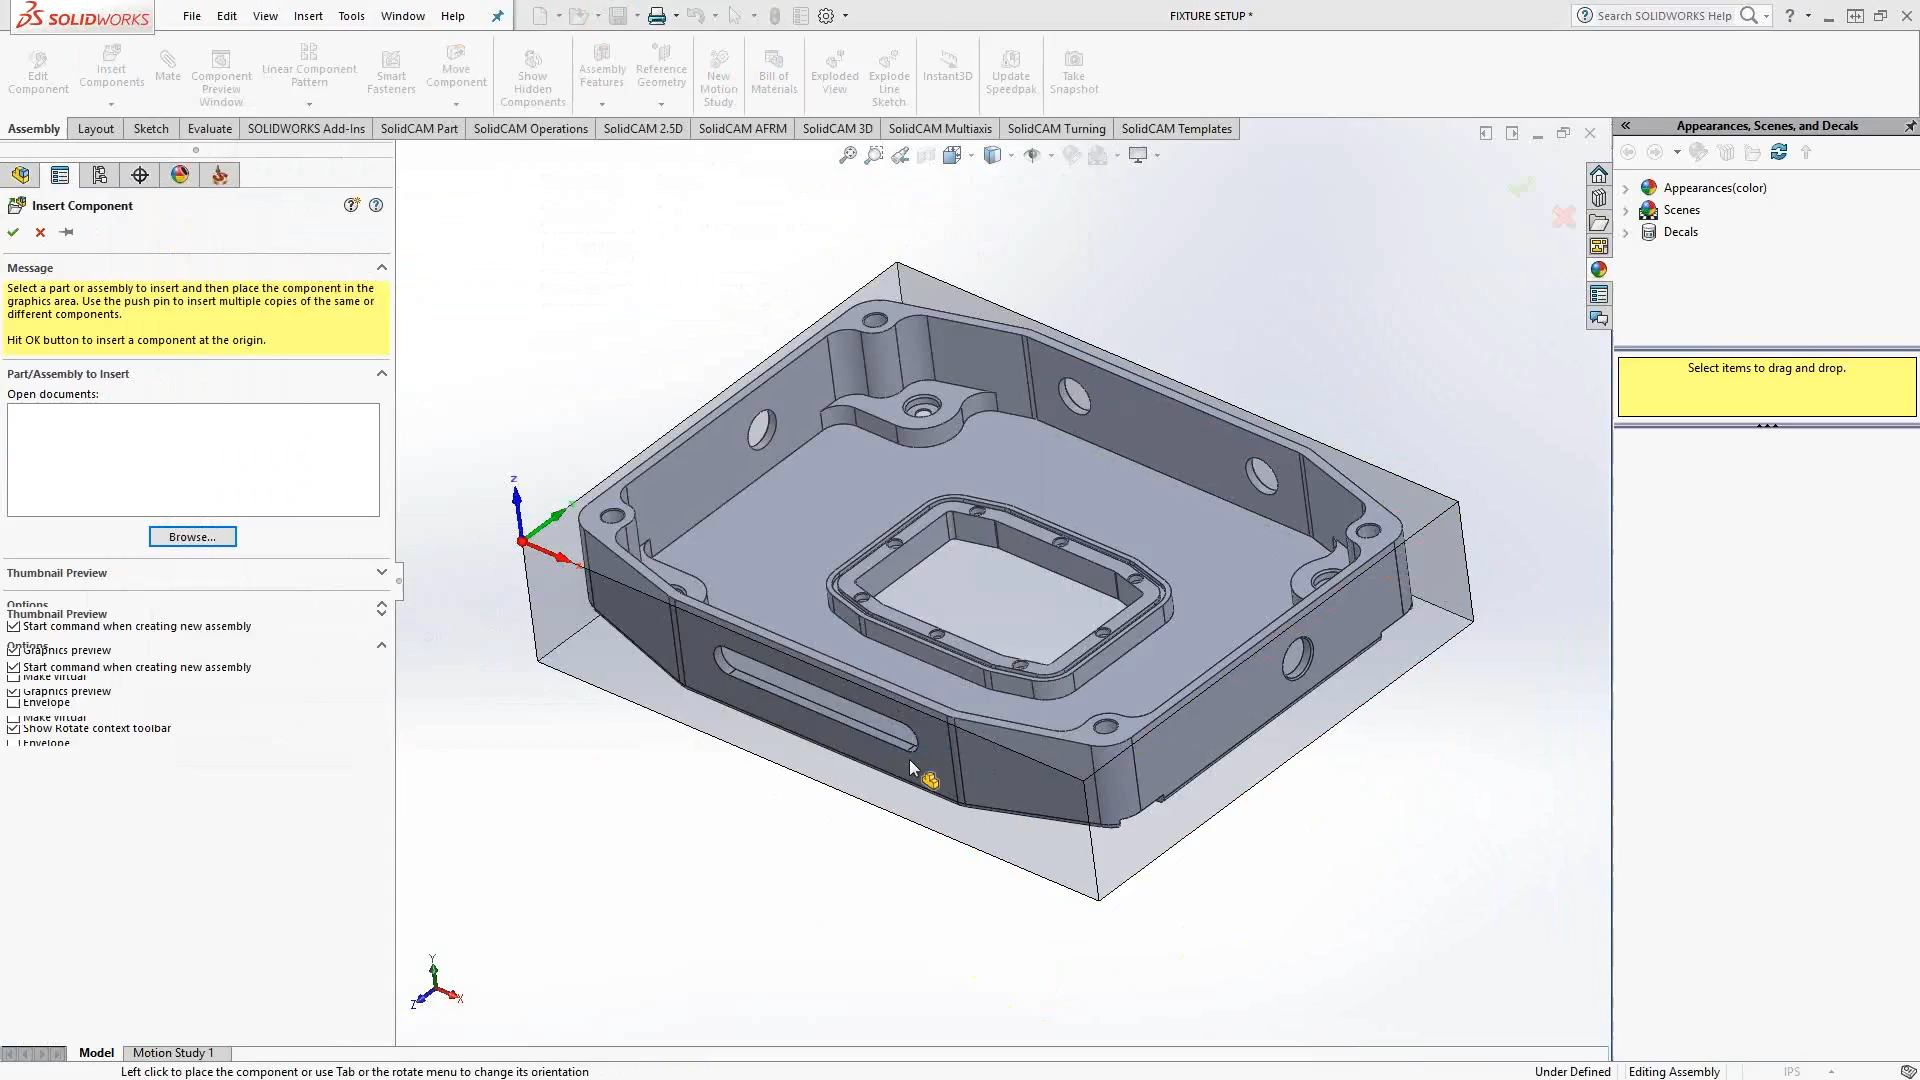 SOLIDWORKS
File Edit View Insert Tools Window Help
FIXTURE SETUP *
Search SOLIDWORKS Help
Edit Component
Insert Components
Mate
Component Preview Window
Linear Component Pattern
Smart Fasteners
Move Component
Show Hidden Components
Assembly Features
Reference Geometry
New Motion Study
Bill of Materials
Exploded View
Explode Line Sketch
Instant3D
Update Speedpak
Take Snapshot
Assembly Layout Sketch Evaluate SOLIDWORKS Add-Ins SolidCAM Part SolidCAM Operations SolidCAM 2.5D SolidCAM AFRM SolidCAM 3D SolidCAM Multiaxis SolidCAM Turning SolidCAM Templates
Appearances, Scenes, and Decals
Appearances(color)
Scenes
Decals
Select items to drag and drop.
Insert Component
Message
Select a part or assembly to insert and then place the component in the
graphics area. Use the push pin to insert multiple copies of the same or
different components.
Hit OK button to insert a component at the origin.
Part/Assembly to Insert
Open documents:
Browse...
Thumbnail Preview
Options
Thumbnail Preview
Start command when creating new assembly
Options
Graphics preview
Start command when creating new assembly
Make virtual
Graphics preview
Envelope
Make virtual
Show Rotate context toolbar
Envelope
Z
X
Y
Z
X
Model Motion Study 1
Left click to place the component or use Tab or the rotate menu to change its orientation
Under Defined Editing Assembly IPS